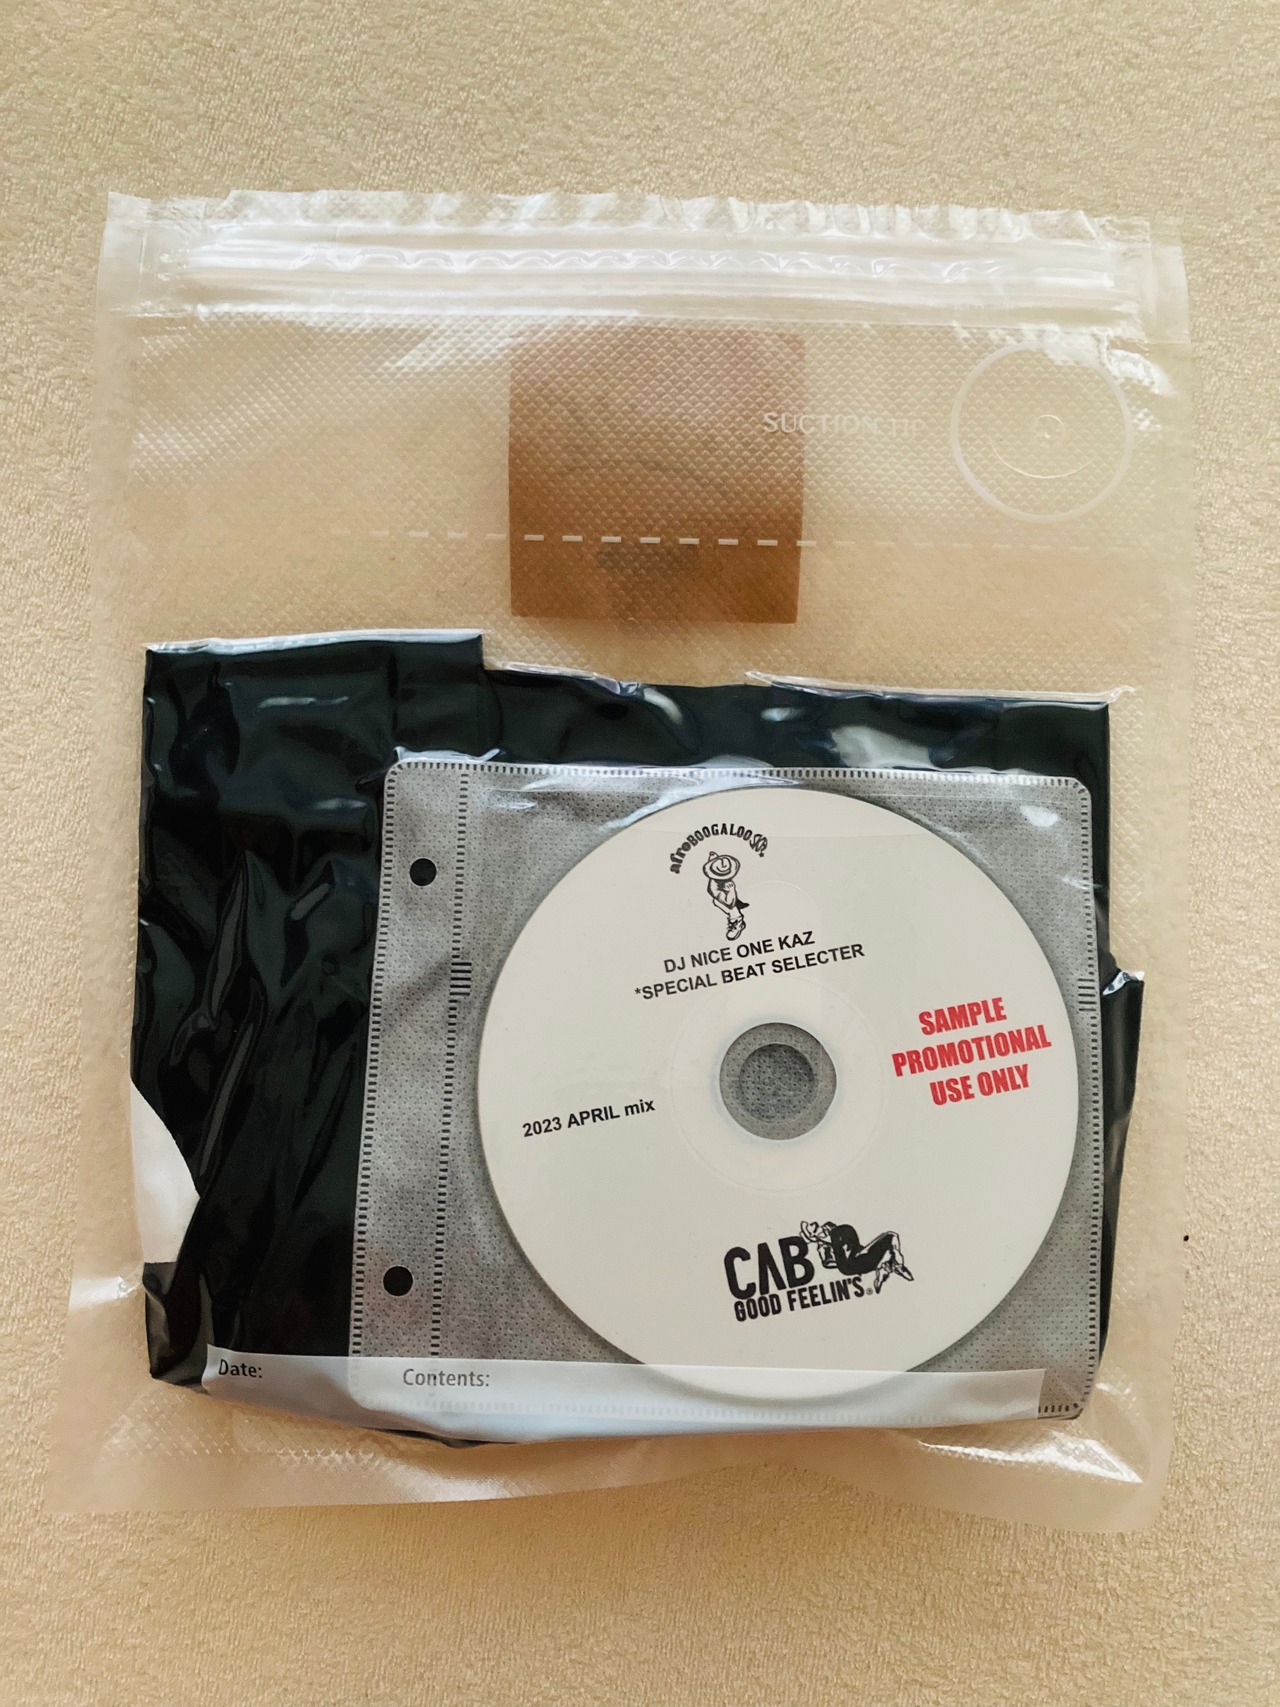 SUCTION TIP
afroBOOGALOOSO*
DJ NICE ONE KAZ
*SPECIAL BEAT SELECTER
SAMPLE
PROMOTIONAL
USE ONLY
2023 APRIL mix
CAB
GOOD FEELIN'S®
Date:
Contents: